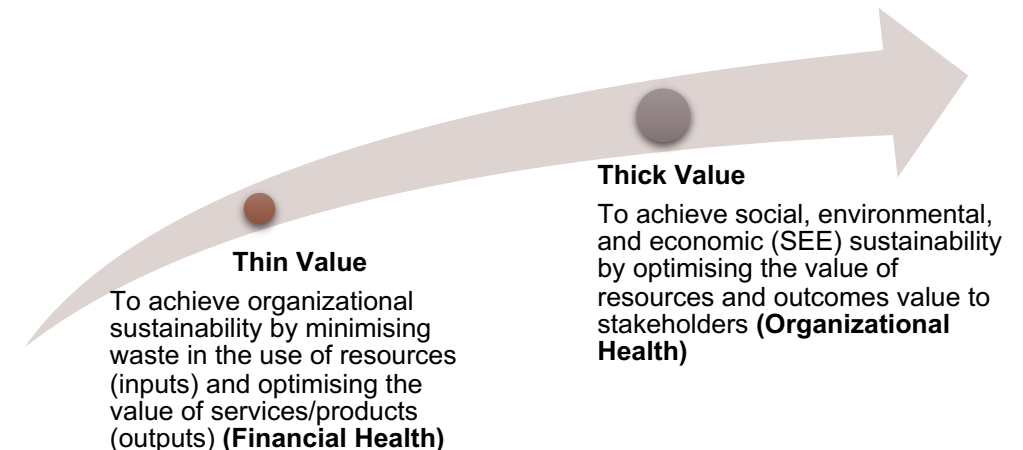 Thin Value
To achieve organizational
sustainability by minimising
waste in the use of resources
(inputs) and optimising the
value of services/products
(outputs) (Financial Health)
Thick Value
To achieve social, environmental,
and economic (SEE) sustainability
by optimising the value of
resources and outcomes value to
stakeholders (Organizational
Health)